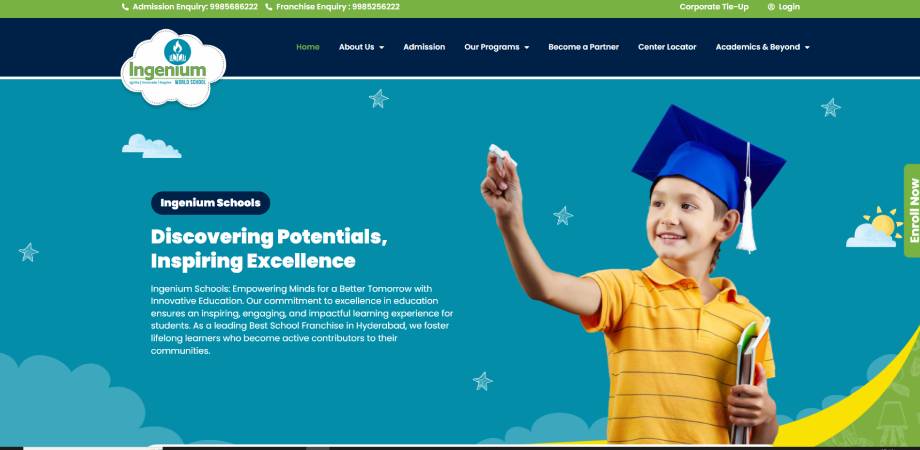 Admission Enquiry: 9985686222 Franchise Enquiry : 9985256222 Corporate Tie-Up Login
Home About Us Admission Our Programs Become a Partner Center Locator Academics & Beyond
Ingenium
Ignite | Innovate | Inspire WORLD SCHOOL
Enroll Now
Ingenium Schools
Discovering Potentials,
Inspiring Excellence
Ingenium Schools: Empowering Minds for a Better Tomorrow with
Innovative Education. Our commitment to excellence in education
ensures an inspiring, engaging, and impactful learning experience for
students. As a leading Best School Franchise in Hyderabad, we foster
lifelong learners who become active contributors to their
communities.